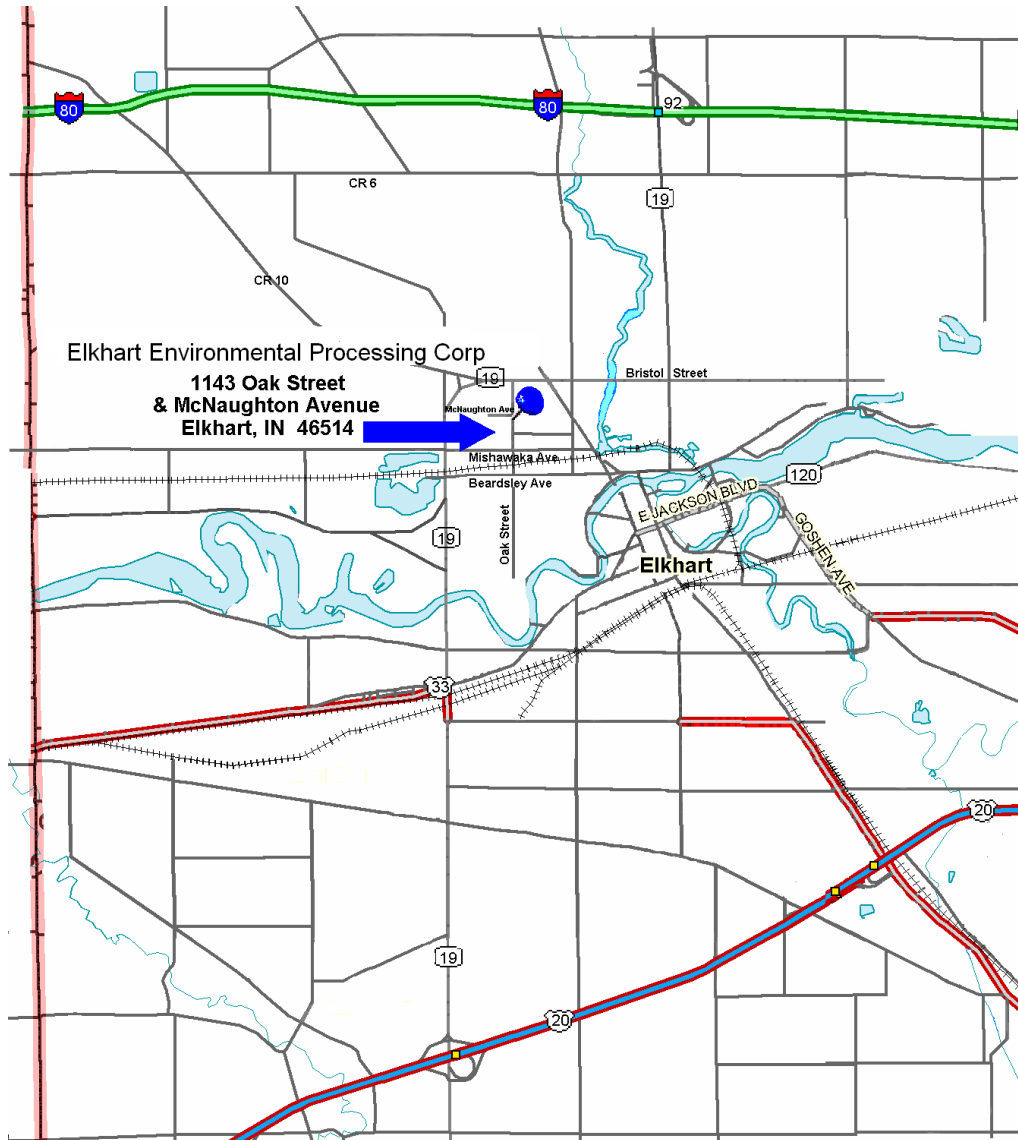 80
80
92
CR 6
19
CR 10
Elkhart Environmental Processing Corp
1143 Oak Street
& McNaughton Avenue
Elkhart, IN 46514
19
Bristol Street
McNaughton Ave
Mishawaka Ave
Beardsley Ave
120
E JACKSON BLVD
GOSHEN AVE
Oak Street
19
Elkhart
33
20
19
20